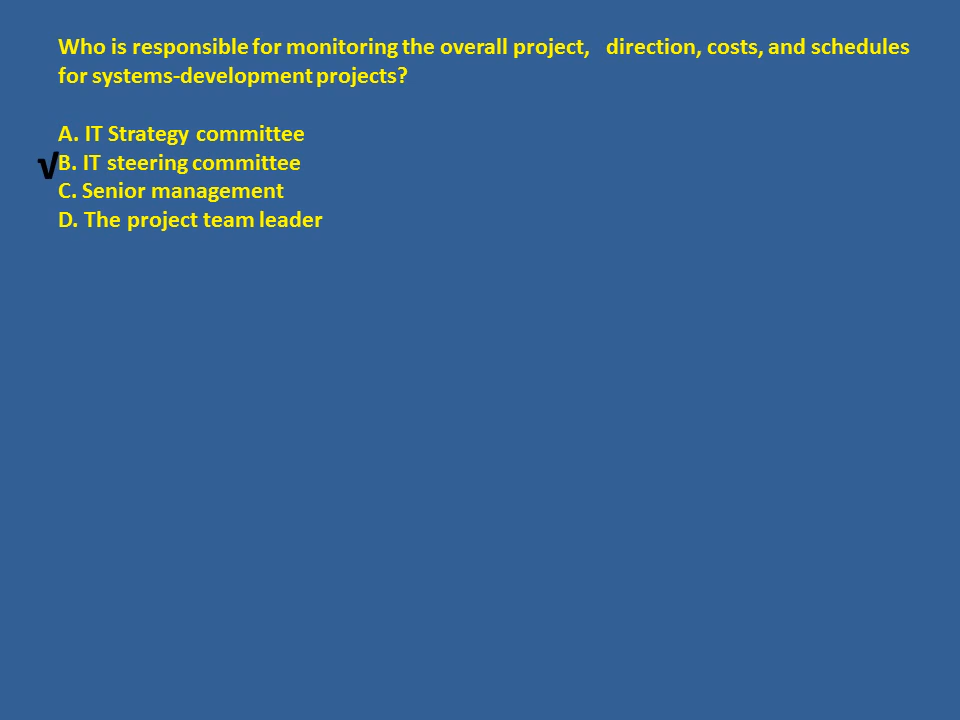 Who is responsible for monitoring the overall project,   direction, costs, and schedules
for systems-development projects?
A. IT Strategy committee
√
B. IT steering committee
C. Senior management
D. The project team leader